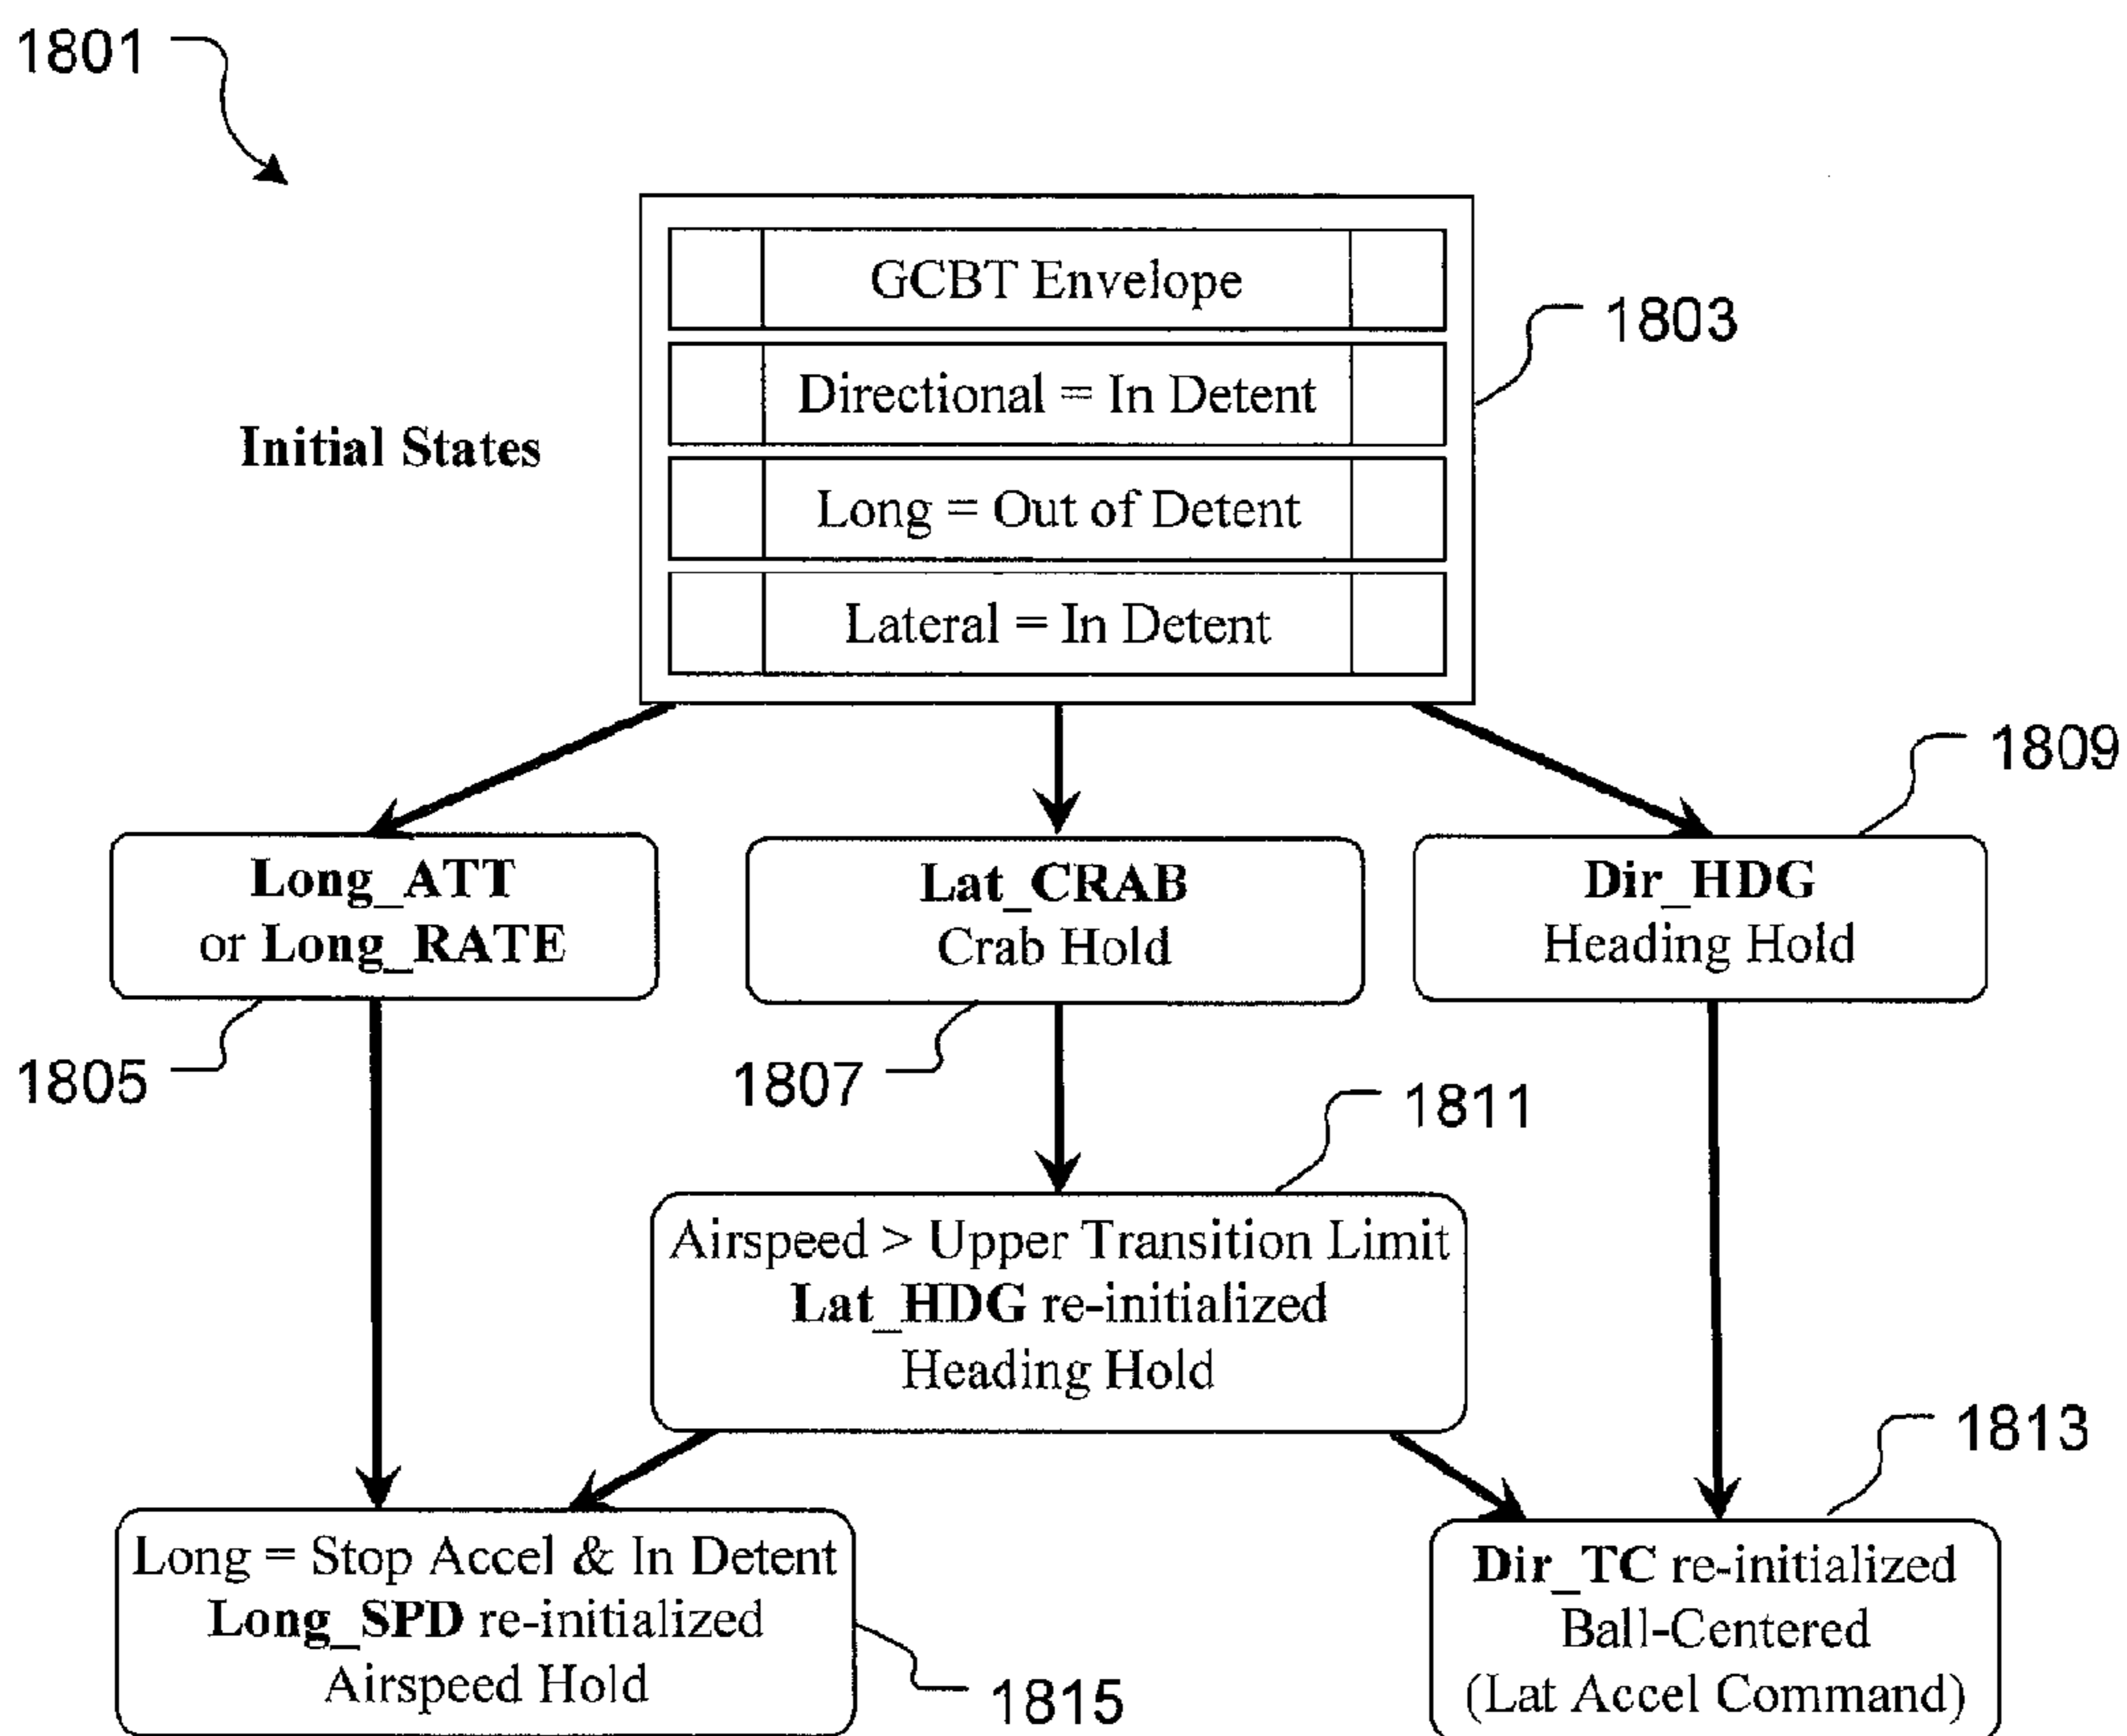 1801
GCBT Envelope
1803
Directional = In Detent
Initial States
Long = Out of Detent
Lateral = In Detent
1809
Long_ATT
or Long_RATE
Lat_CRAB
Crab Hold
Dir_HDG
Heading Hold
1805
1807
1811
Airspeed > Upper Transition Limit
Lat_HDG re-initialized
Heading Hold
1813
Long = Stop Accel & In Detent
Long_SPD re-initialized
Airspeed Hold
1815
Dir_TC re-initialized
Ball-Centered
(Lat Accel Command)